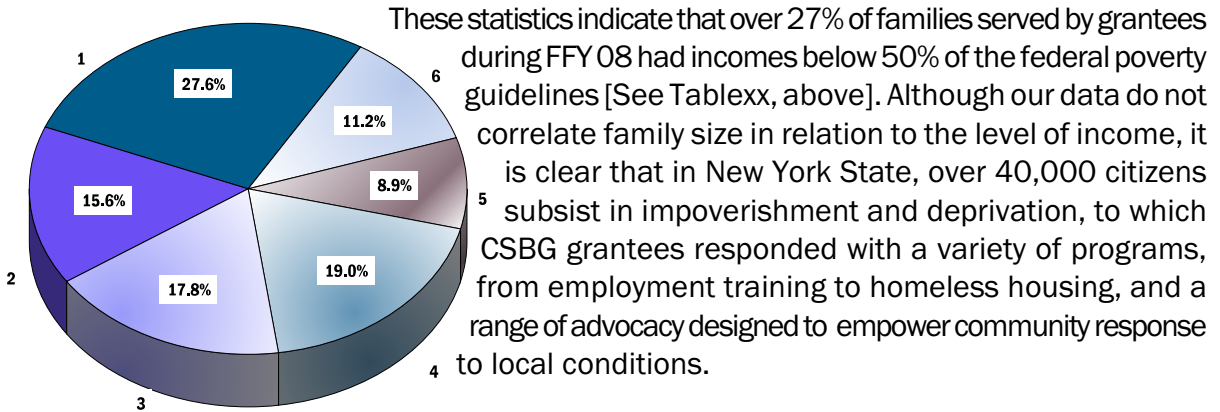 These statistics indicate that over 27% of families served by grantees
during FFY 08 had incomes below 50% of the federal poverty
guidelines [See Tablexx, above]. Although our data do not
correlate family size in relation to the level of income, it
is clear that in New York State, over 40,000 citizens
subsist in impoverishment and deprivation, to which
CSBG grantees responded with a variety of programs,
from employment training to homeless housing, and a
range of advocacy designed to empower community response
to local conditions.
1
27.6%
6
11.2%
8.9%
5
15.6%
2
17.8%
3
19.0%
4